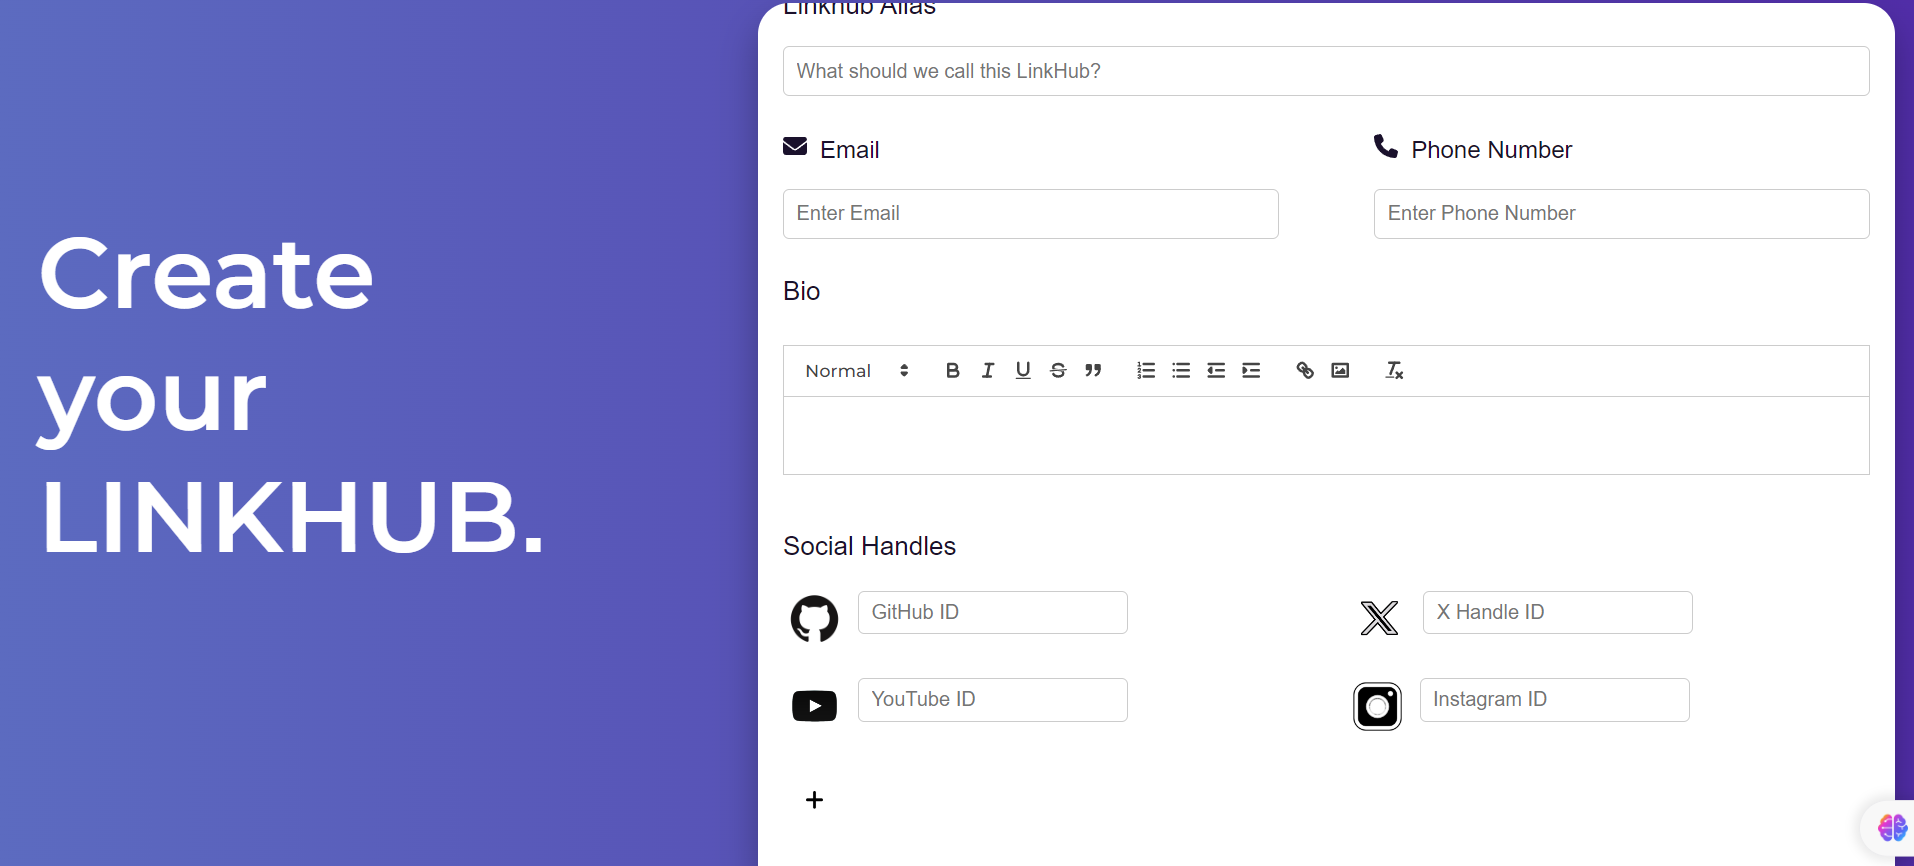 Create
your
LINKHUB.
Linkhub Alias
What should we call this LinkHub?
Email
Phone Number
Enter Email
Enter Phone Number
Bio
Normal
Social Handles
GitHub ID
X Handle ID
YouTube ID
Instagram ID